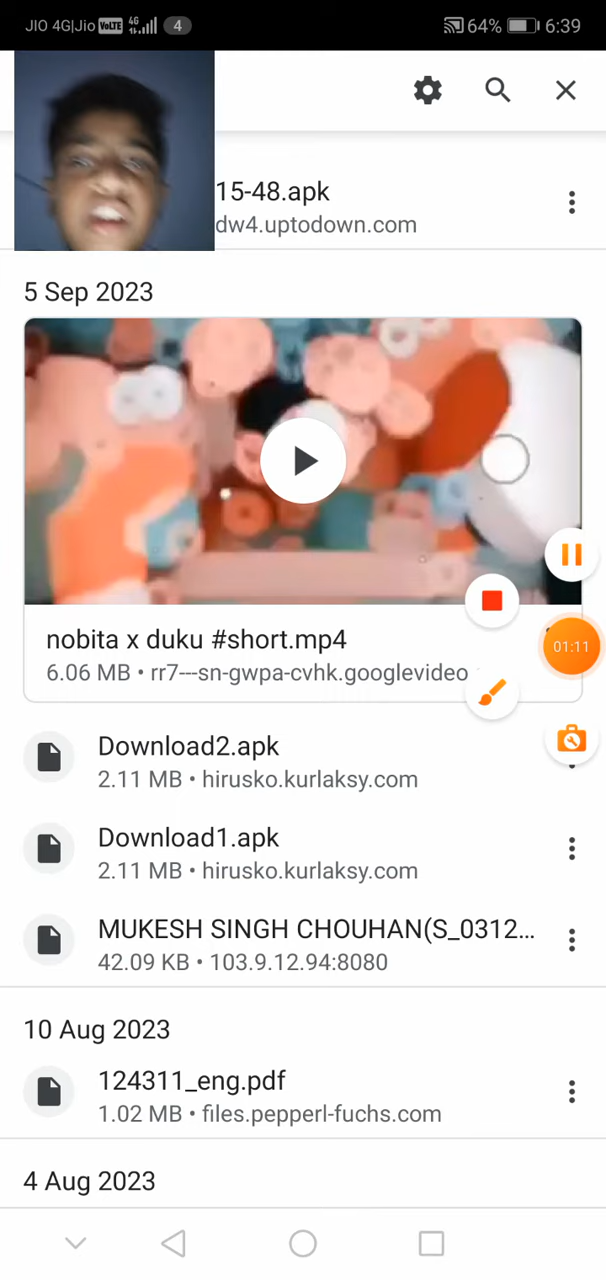 JIO 4G|Jio VoLTE 4G 4 64% 6:39
15-48.apk
dw4.uptodown.com
5 Sep 2023
nobita x duku #short.mp4
6.06 MB • rr7---sn-gwpa-cvhk.googlevideo
01:11
Download2.apk
2.11 MB • hirusko.kurlaksy.com
Download1.apk
2.11 MB • hirusko.kurlaksy.com
MUKESH SINGH CHOUHAN(S_0312...
42.09 KB • 103.9.12.94:8080
10 Aug 2023
124311_eng.pdf
1.02 MB • files.pepperl-fuchs.com
4 Aug 2023